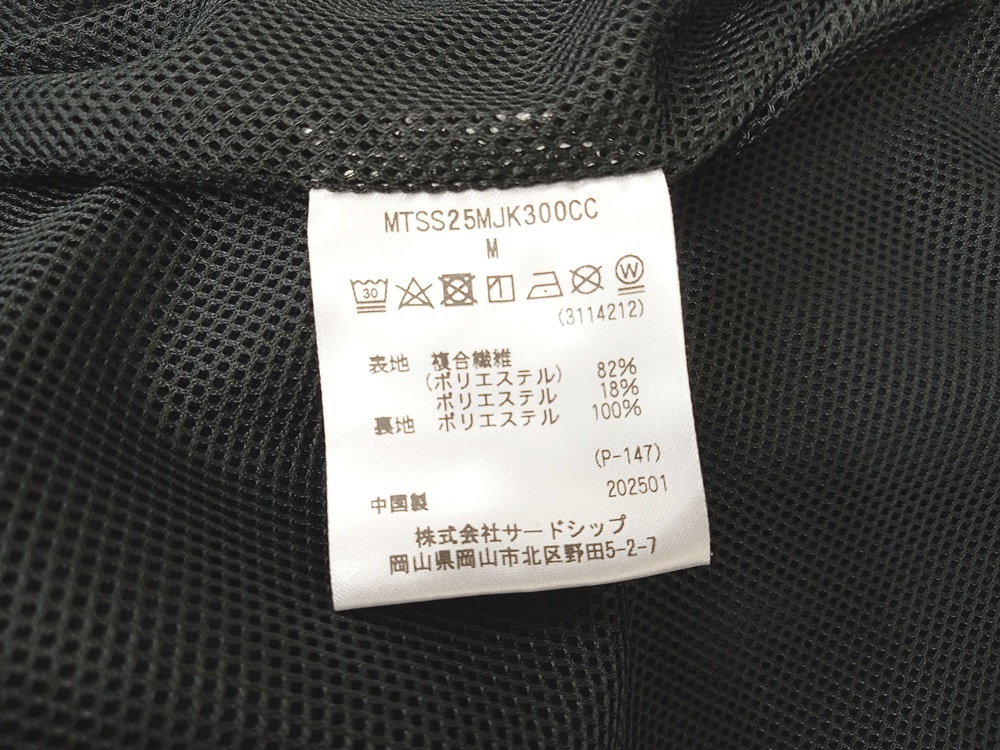 MTSS25MJK300CC
M
30
W
(3114212)
表地 複合繊維
(ポリエステル) 82%
ポリエステル 18%
裏地 ポリエステル 100%
(P-147)
中国製 202501
株式会社サードシップ
岡山県岡山市北区野田5-2-7